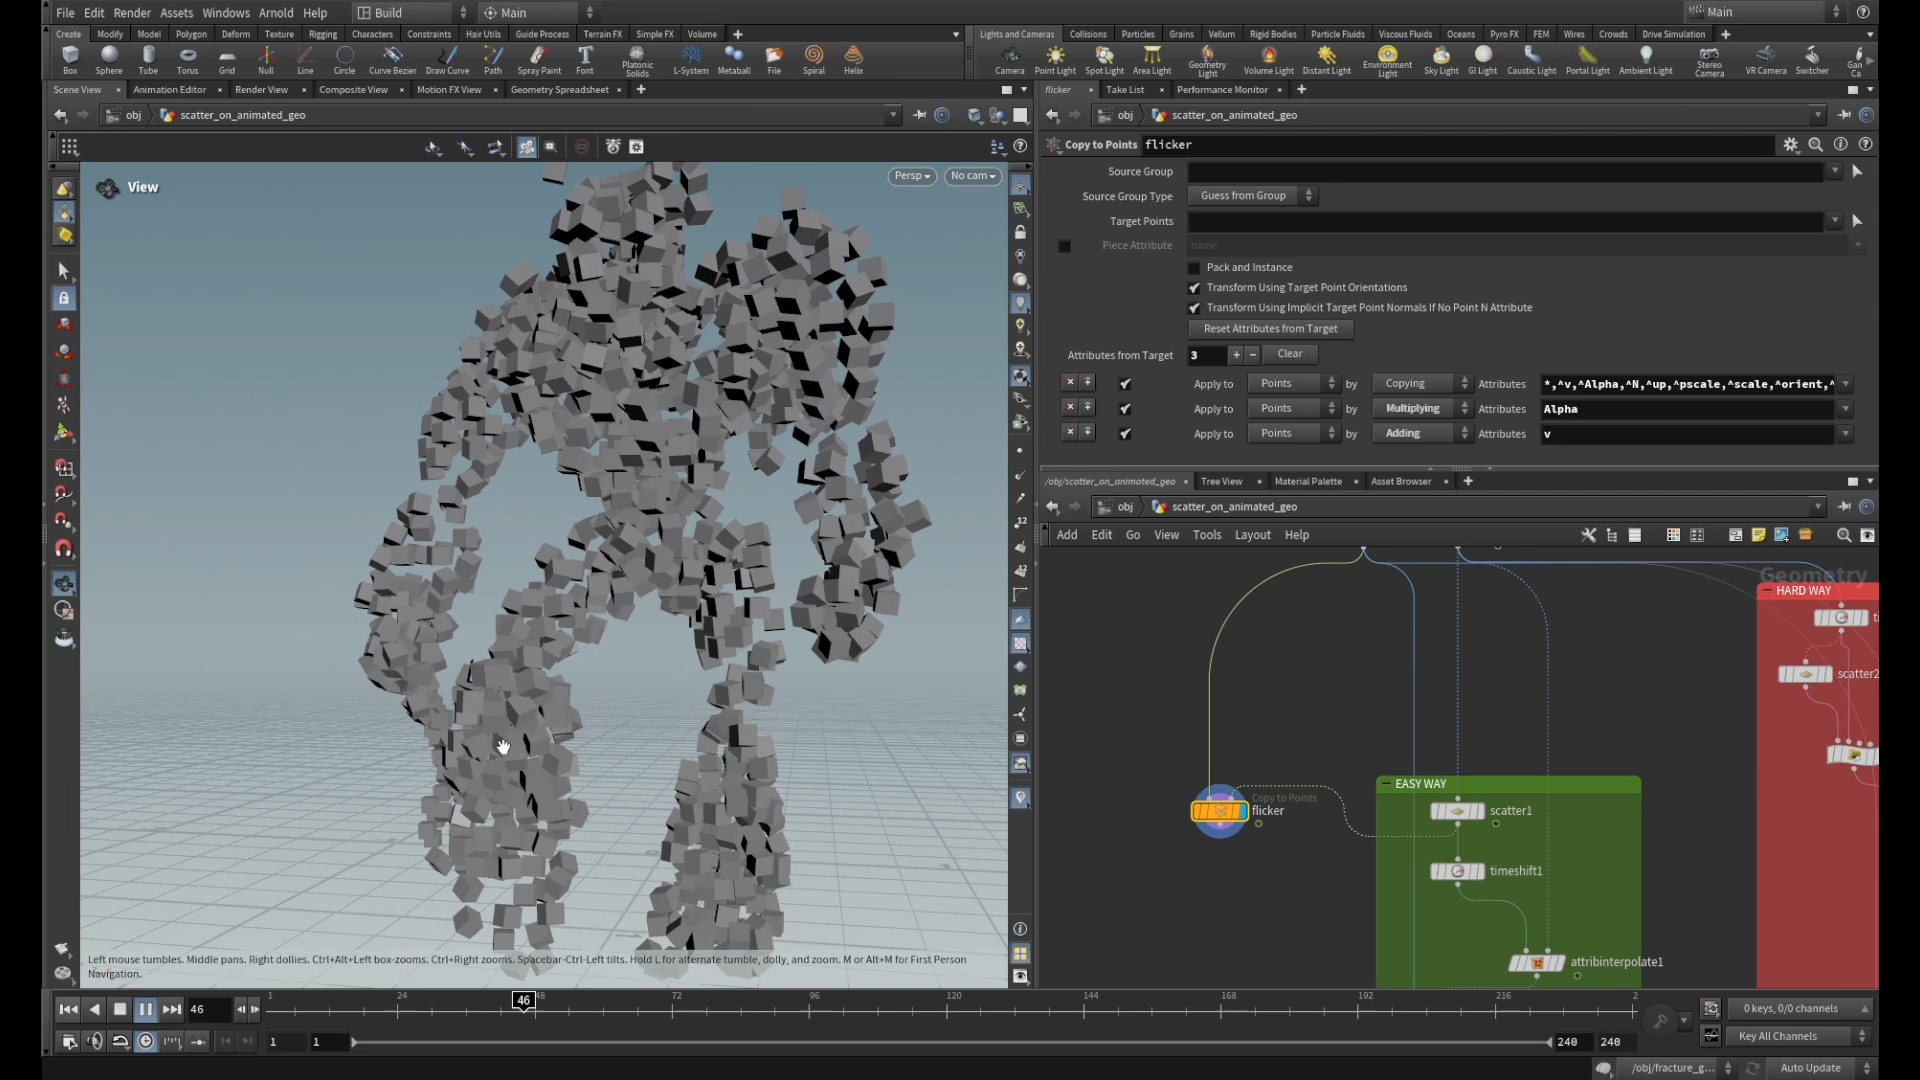 File Edit Render Assets Windows Arnold Help Build Main Main
Create Modify Model Polygon Deform Texture Rigging Characters Constraints Hair Utils Guide Process Terrain FX Simple FX Volume
Lights and Cameras Collisions Particles Grains Vellum Rigid Bodies Particle Fluids Viscous Fluids Oceans Pyro FX FEM Wires Crowds Drive Simulation
Box Sphere Tube Torus Grid Null Line Circle Curve Bezier Draw Curve Path Spray Paint Font Platonic Solids L-System Metaball File Spiral Helix
Camera Point Light Spot Light Area Light Geometry Light Volume Light Distant Light Environment Light Sky Light GI Light Caustic Light Portal Light Ambient Light Stereo Camera VR Camera Switcher Gan Ca
Scene View Animation Editor Render View Composite View Motion FX View Geometry Spreadsheet
flicker Take List Performance Monitor
obj scatter_on_animated_geo
obj scatter_on_animated_geo
Copy to Points flicker
View Persp No cam
Source Group
Source Group Type Guess from Group
Target Points
Piece Attribute name
Pack and Instance
Transform Using Target Point Orientations
Transform Using Implicit Target Point Normals If No Point N Attribute
Reset Attributes from Target
Attributes from Target 3 Clear
Apply to Points by Copying Attributes *,^v,^Alpha,^N,^up,^pscale,^scale,^orient,^
Apply to Points by Multiplying Attributes Alpha
Apply to Points by Adding Attributes v
/obj/scatter_on_animated_geo Tree View Material Palette Asset Browser
obj scatter_on_animated_geo
Add Edit Go View Tools Layout Help
Geometry
HARD WAY
ti
scatter2
EASY WAY
Copy to Points
flicker
scatter1
timeshift1
attribinterpolate1
Left mouse tumbles. Middle pans. Right dollies. Ctrl+Alt+Left box-zooms. Ctrl+Right zooms. Spacebar-Ctrl-Left tilts. Hold L for alternate tumble, dolly, and zoom. M or Alt+M for First Person
Navigation.
46 1 24 46 48 72 96 120 144 168 192 216 2
0 keys, 0/0 channels
1 1 240 240 Key All Channels
/obj/fracture_g... Auto Update